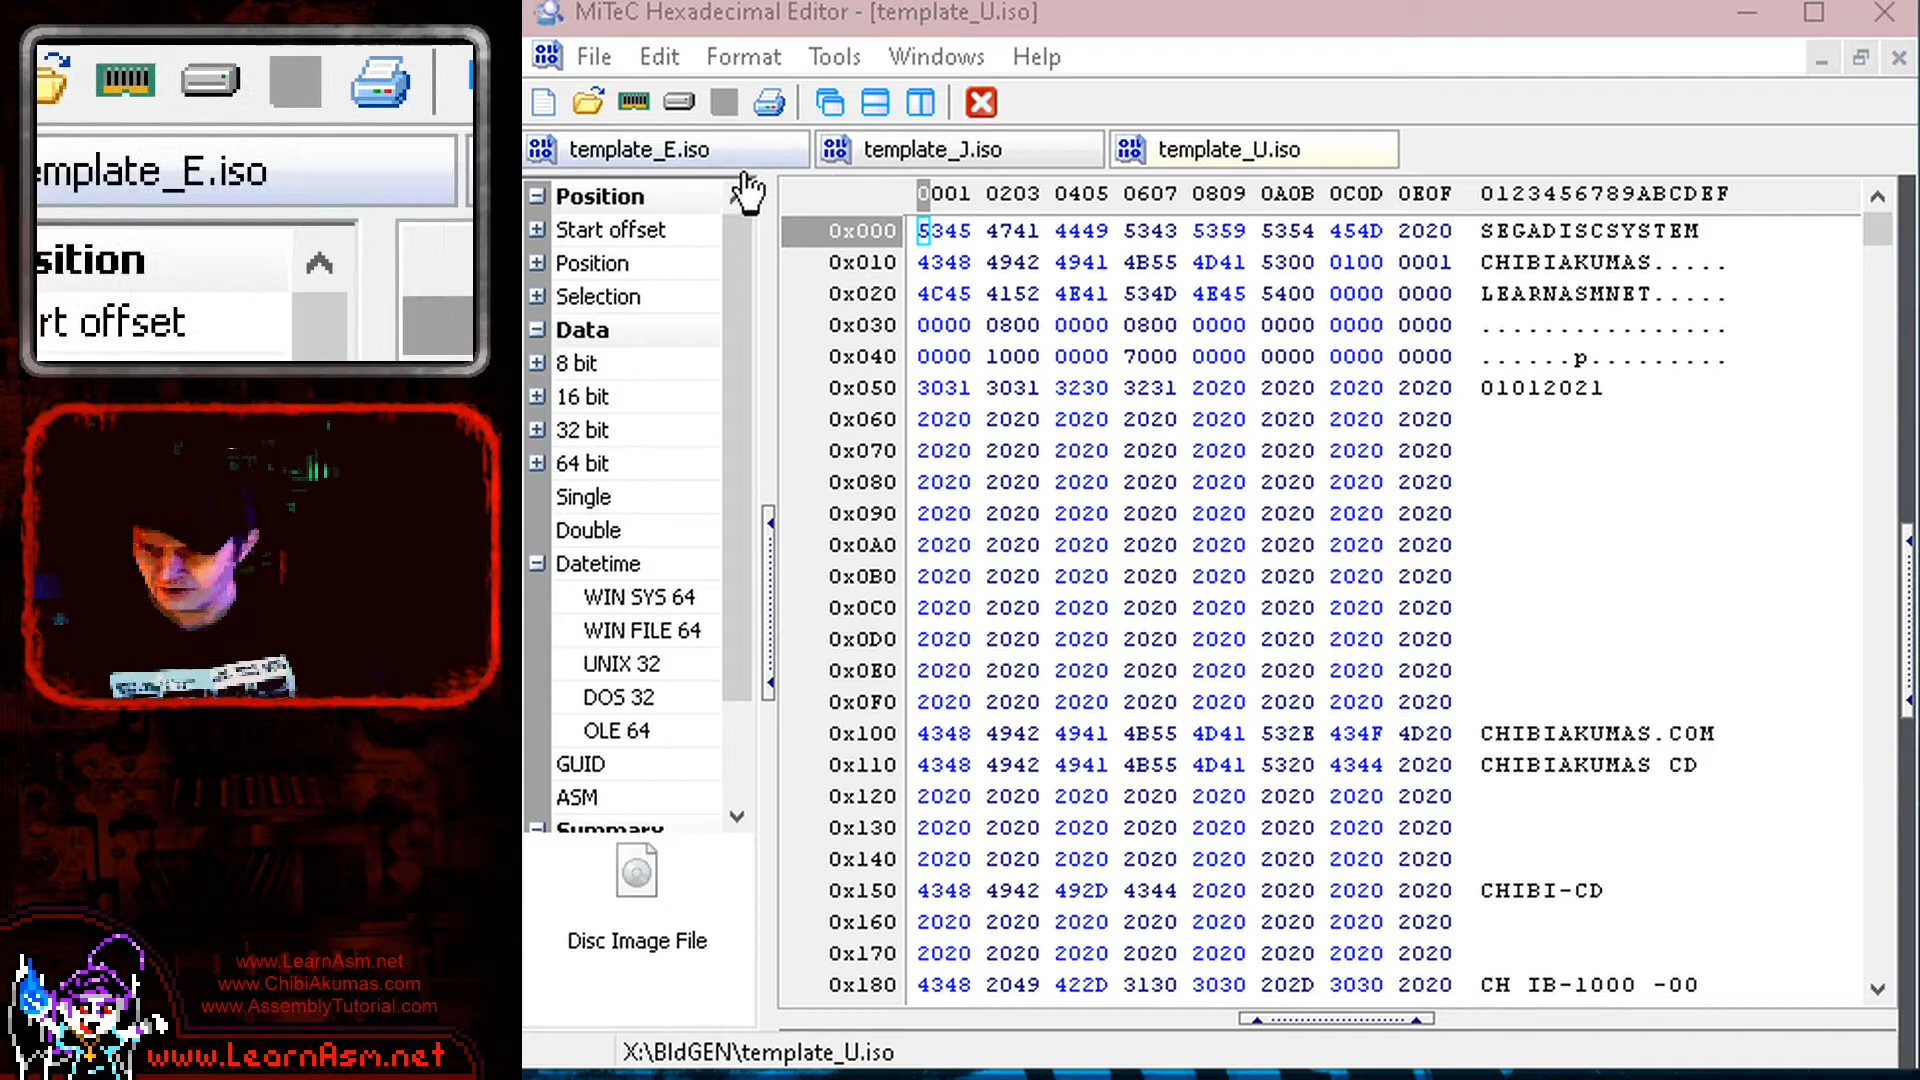 MiTeC Hexadecimal Editor - [template_U.iso]
File Edit Format Tools Windows Help
template_E.iso template_J.iso template_U.iso
emplate_E.iso
sition
rt offset
Position
Start offset
Position
Selection
Data
8 bit
16 bit
32 bit
64 bit
Single
Double
Datetime
WIN SYS 64
WIN FILE 64
UNIX 32
DOS 32
OLE 64
GUID
ASM
Summary
Disc Image File
0001 0203 0405 0607 0809 0A0B 0C0D 0E0F 0123456789ABCDEF
0x000 5345 4741 4449 5343 5359 5354 454D 2020 SEGADISCSYSTEM
0x010 4348 4942 4941 4B55 4D41 5300 0100 0001 CHIBIAKUMAS.....
0x020 4C45 4152 4E41 534D 4E45 5400 0000 0000 LEARNASMNET.....
0x030 0000 0800 0000 0800 0000 0000 0000 0000 ................
0x040 0000 1000 0000 7000 0000 0000 0000 0000 ......p.........
0x050 3031 3031 3230 3231 2020 2020 2020 2020 01012021
0x060 2020 2020 2020 2020 2020 2020 2020 2020
0x070 2020 2020 2020 2020 2020 2020 2020 2020
0x080 2020 2020 2020 2020 2020 2020 2020 2020
0x090 2020 2020 2020 2020 2020 2020 2020 2020
0x0A0 2020 2020 2020 2020 2020 2020 2020 2020
0x0B0 2020 2020 2020 2020 2020 2020 2020 2020
0x0C0 2020 2020 2020 2020 2020 2020 2020 2020
0x0D0 2020 2020 2020 2020 2020 2020 2020 2020
0x0E0 2020 2020 2020 2020 2020 2020 2020 2020
0x0F0 2020 2020 2020 2020 2020 2020 2020 2020
0x100 4348 4942 4941 4B55 4D41 532E 434F 4D20 CHIBIAKUMAS.COM
0x110 4348 4942 4941 4B55 4D41 5320 4344 2020 CHIBIAKUMAS CD
0x120 2020 2020 2020 2020 2020 2020 2020 2020
0x130 2020 2020 2020 2020 2020 2020 2020 2020
0x140 2020 2020 2020 2020 2020 2020 2020 2020
0x150 4348 4942 492D 4344 2020 2020 2020 2020 CHIBI-CD
0x160 2020 2020 2020 2020 2020 2020 2020 2020
0x170 2020 2020 2020 2020 2020 2020 2020 2020
0x180 4348 2049 422D 3130 3030 202D 3030 2020 CH IB-1000 -00
X:\BldGEN\template_U.iso
www.LearnAsm.net
www.ChibiAkumas.com
www.AssemblyTutorial.com
www.LearnAsm.net